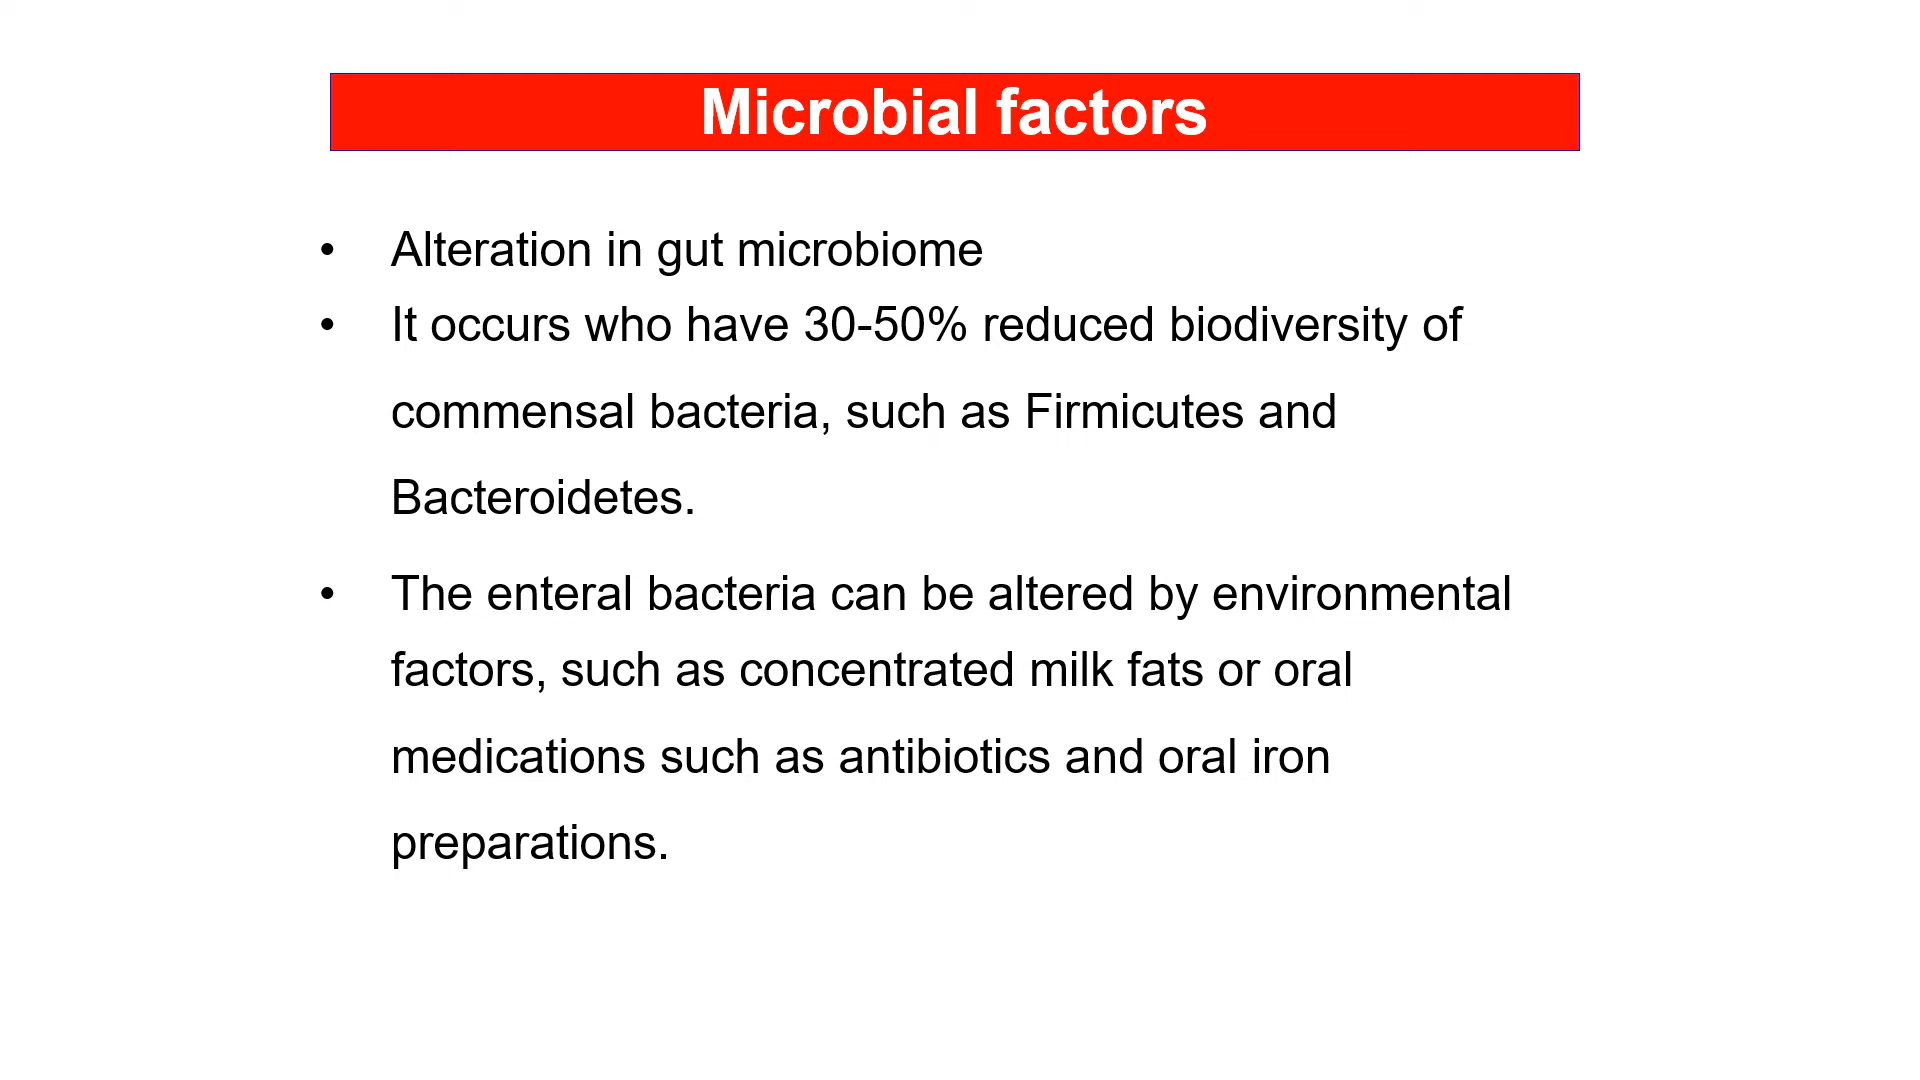 Microbial factors
• Alteration in gut microbiome
• It occurs who have 30-50% reduced biodiversity of
commensal bacteria, such as Firmicutes and
Bacteroidetes.
• The enteral bacteria can be altered by environmental
factors, such as concentrated milk fats or oral
medications such as antibiotics and oral iron
preparations.